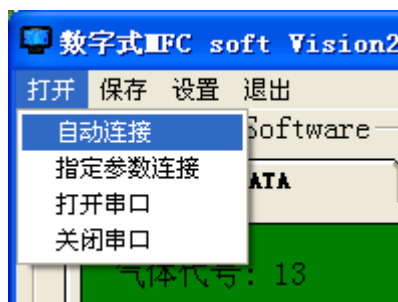 数字式MFC soft Vision2
打开 保存 设置 退出
自动连接
Software
指定参数连接
ATA
打开串口
关闭串口
气体代号: 13